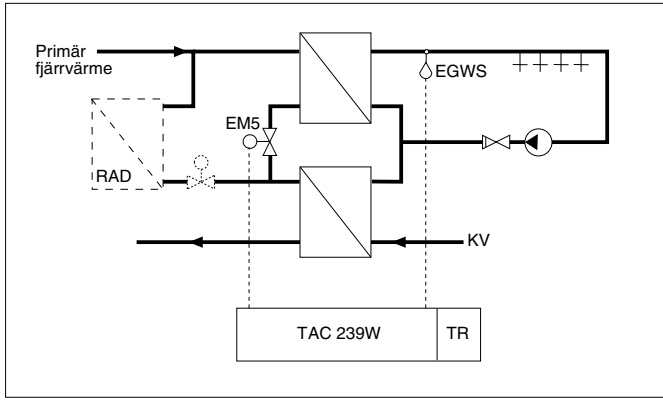 Primär
fjärrvärme
EGWS
EM5
RAD
KV
TAC 239W
TR